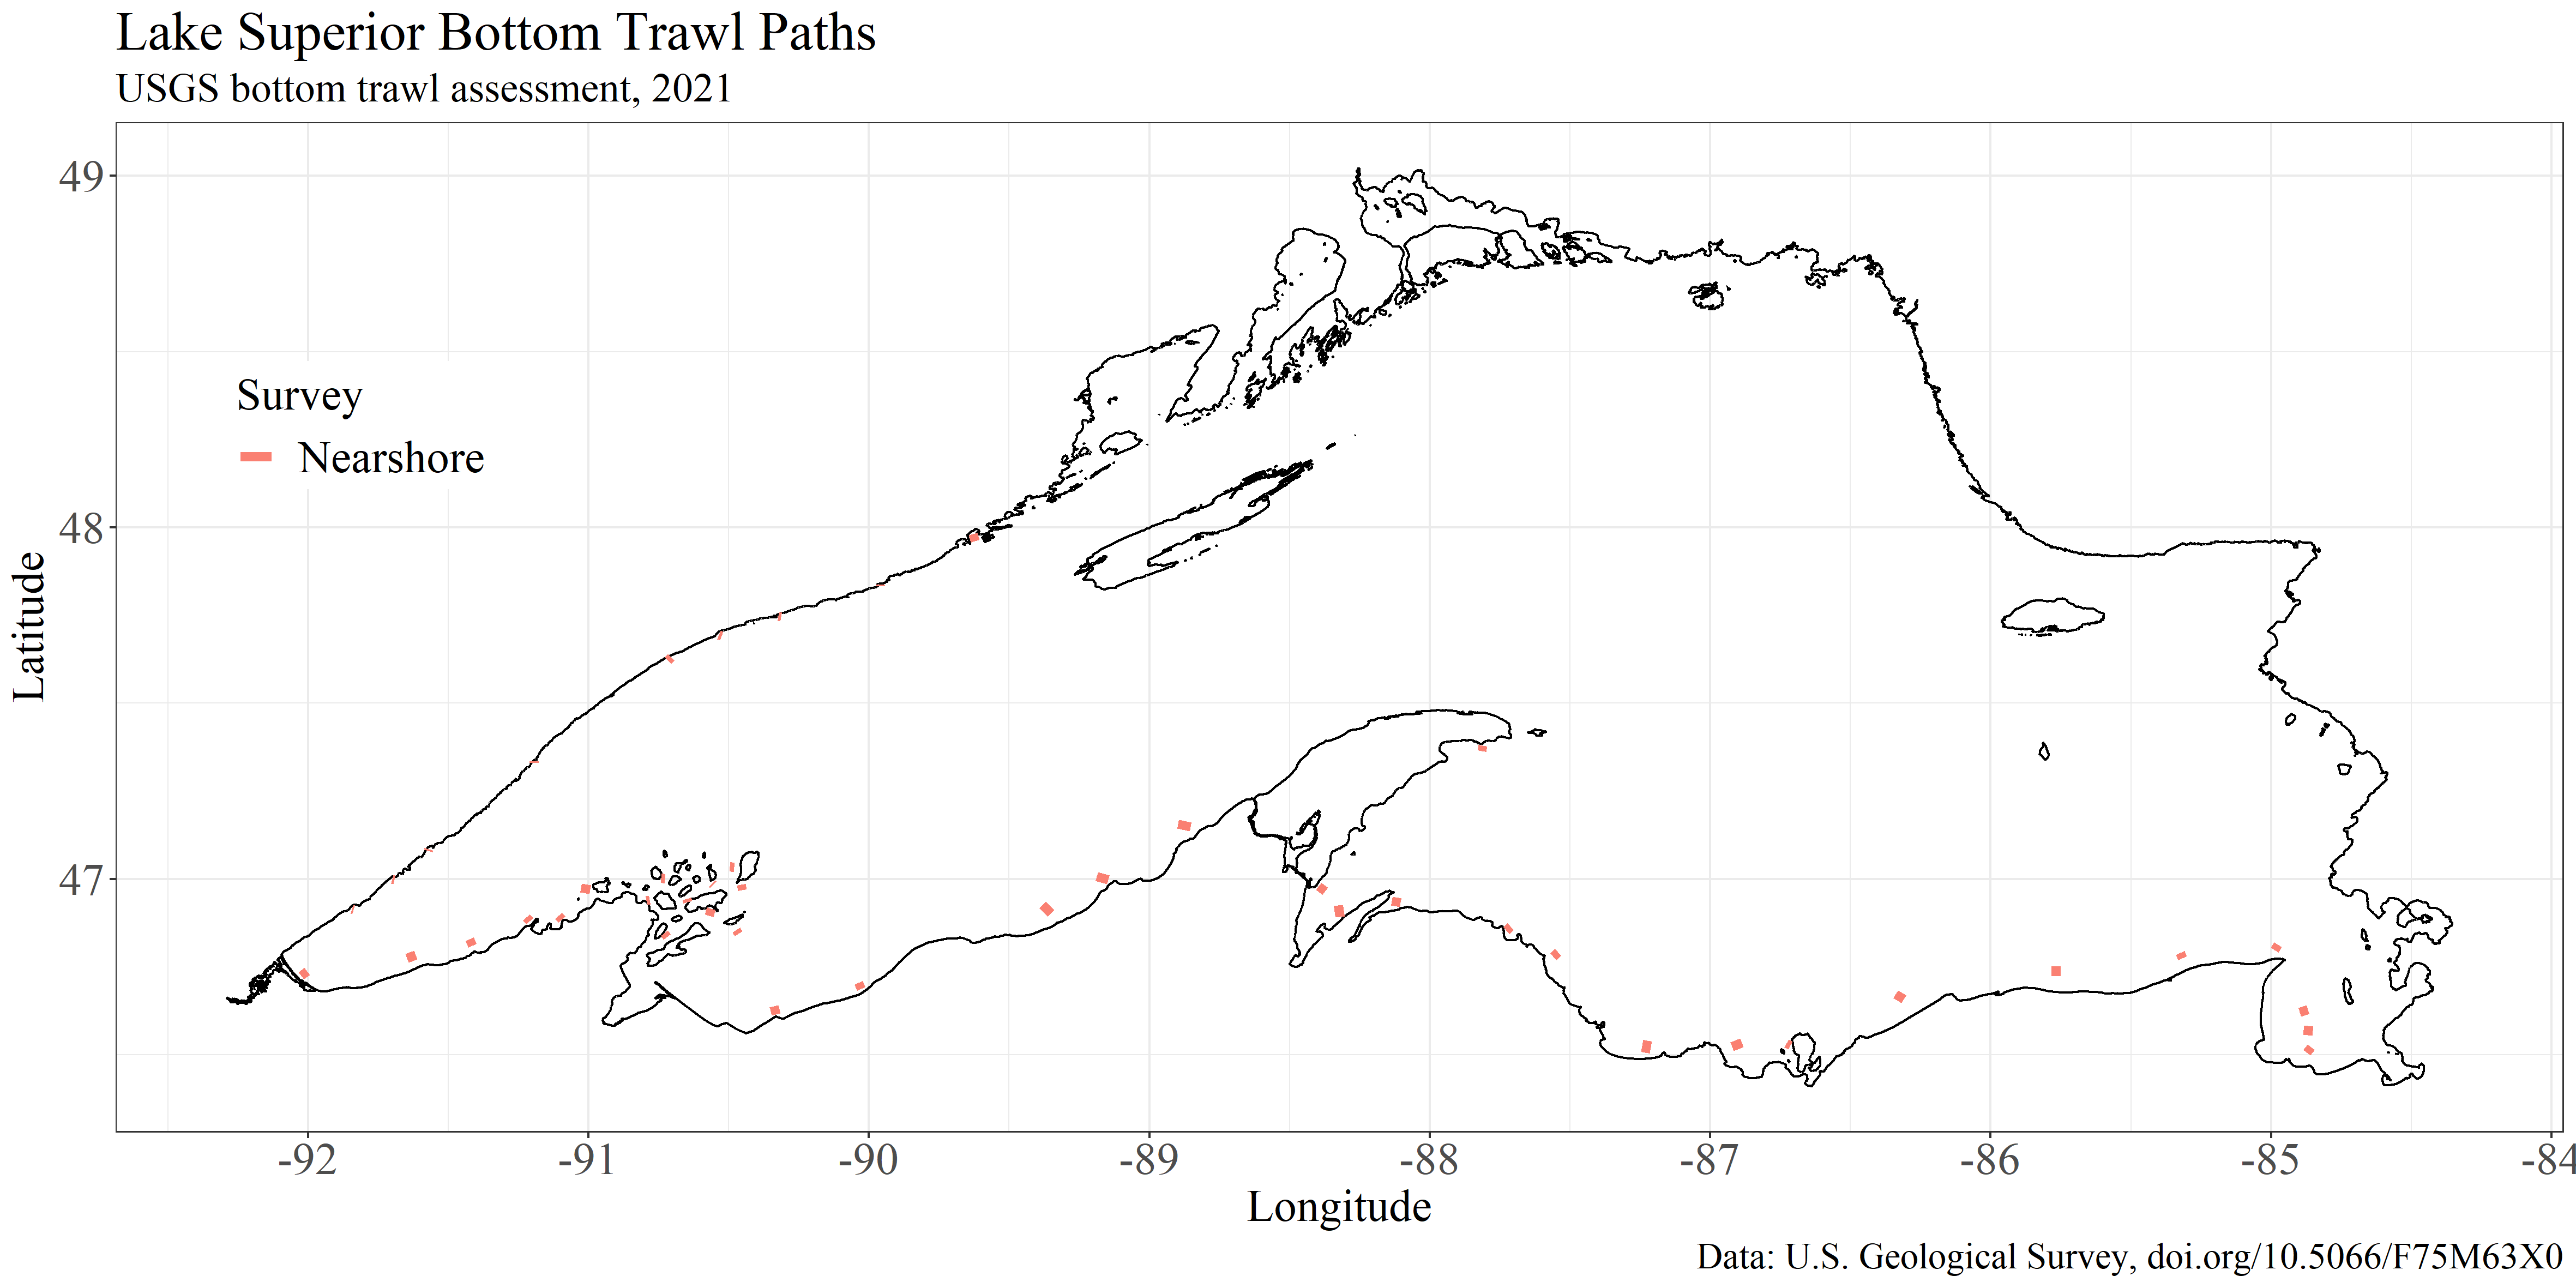 Lake Superior Bottom Trawl Paths
USGS bottom trawl assessment, 2021
49
48
47
Latitude
Survey
Nearshore
-92 -91 -90 -89 -88 -87 -86 -85 -84
Longitude
Data: U.S. Geological Survey, doi.org/10.5066/F75M63X0